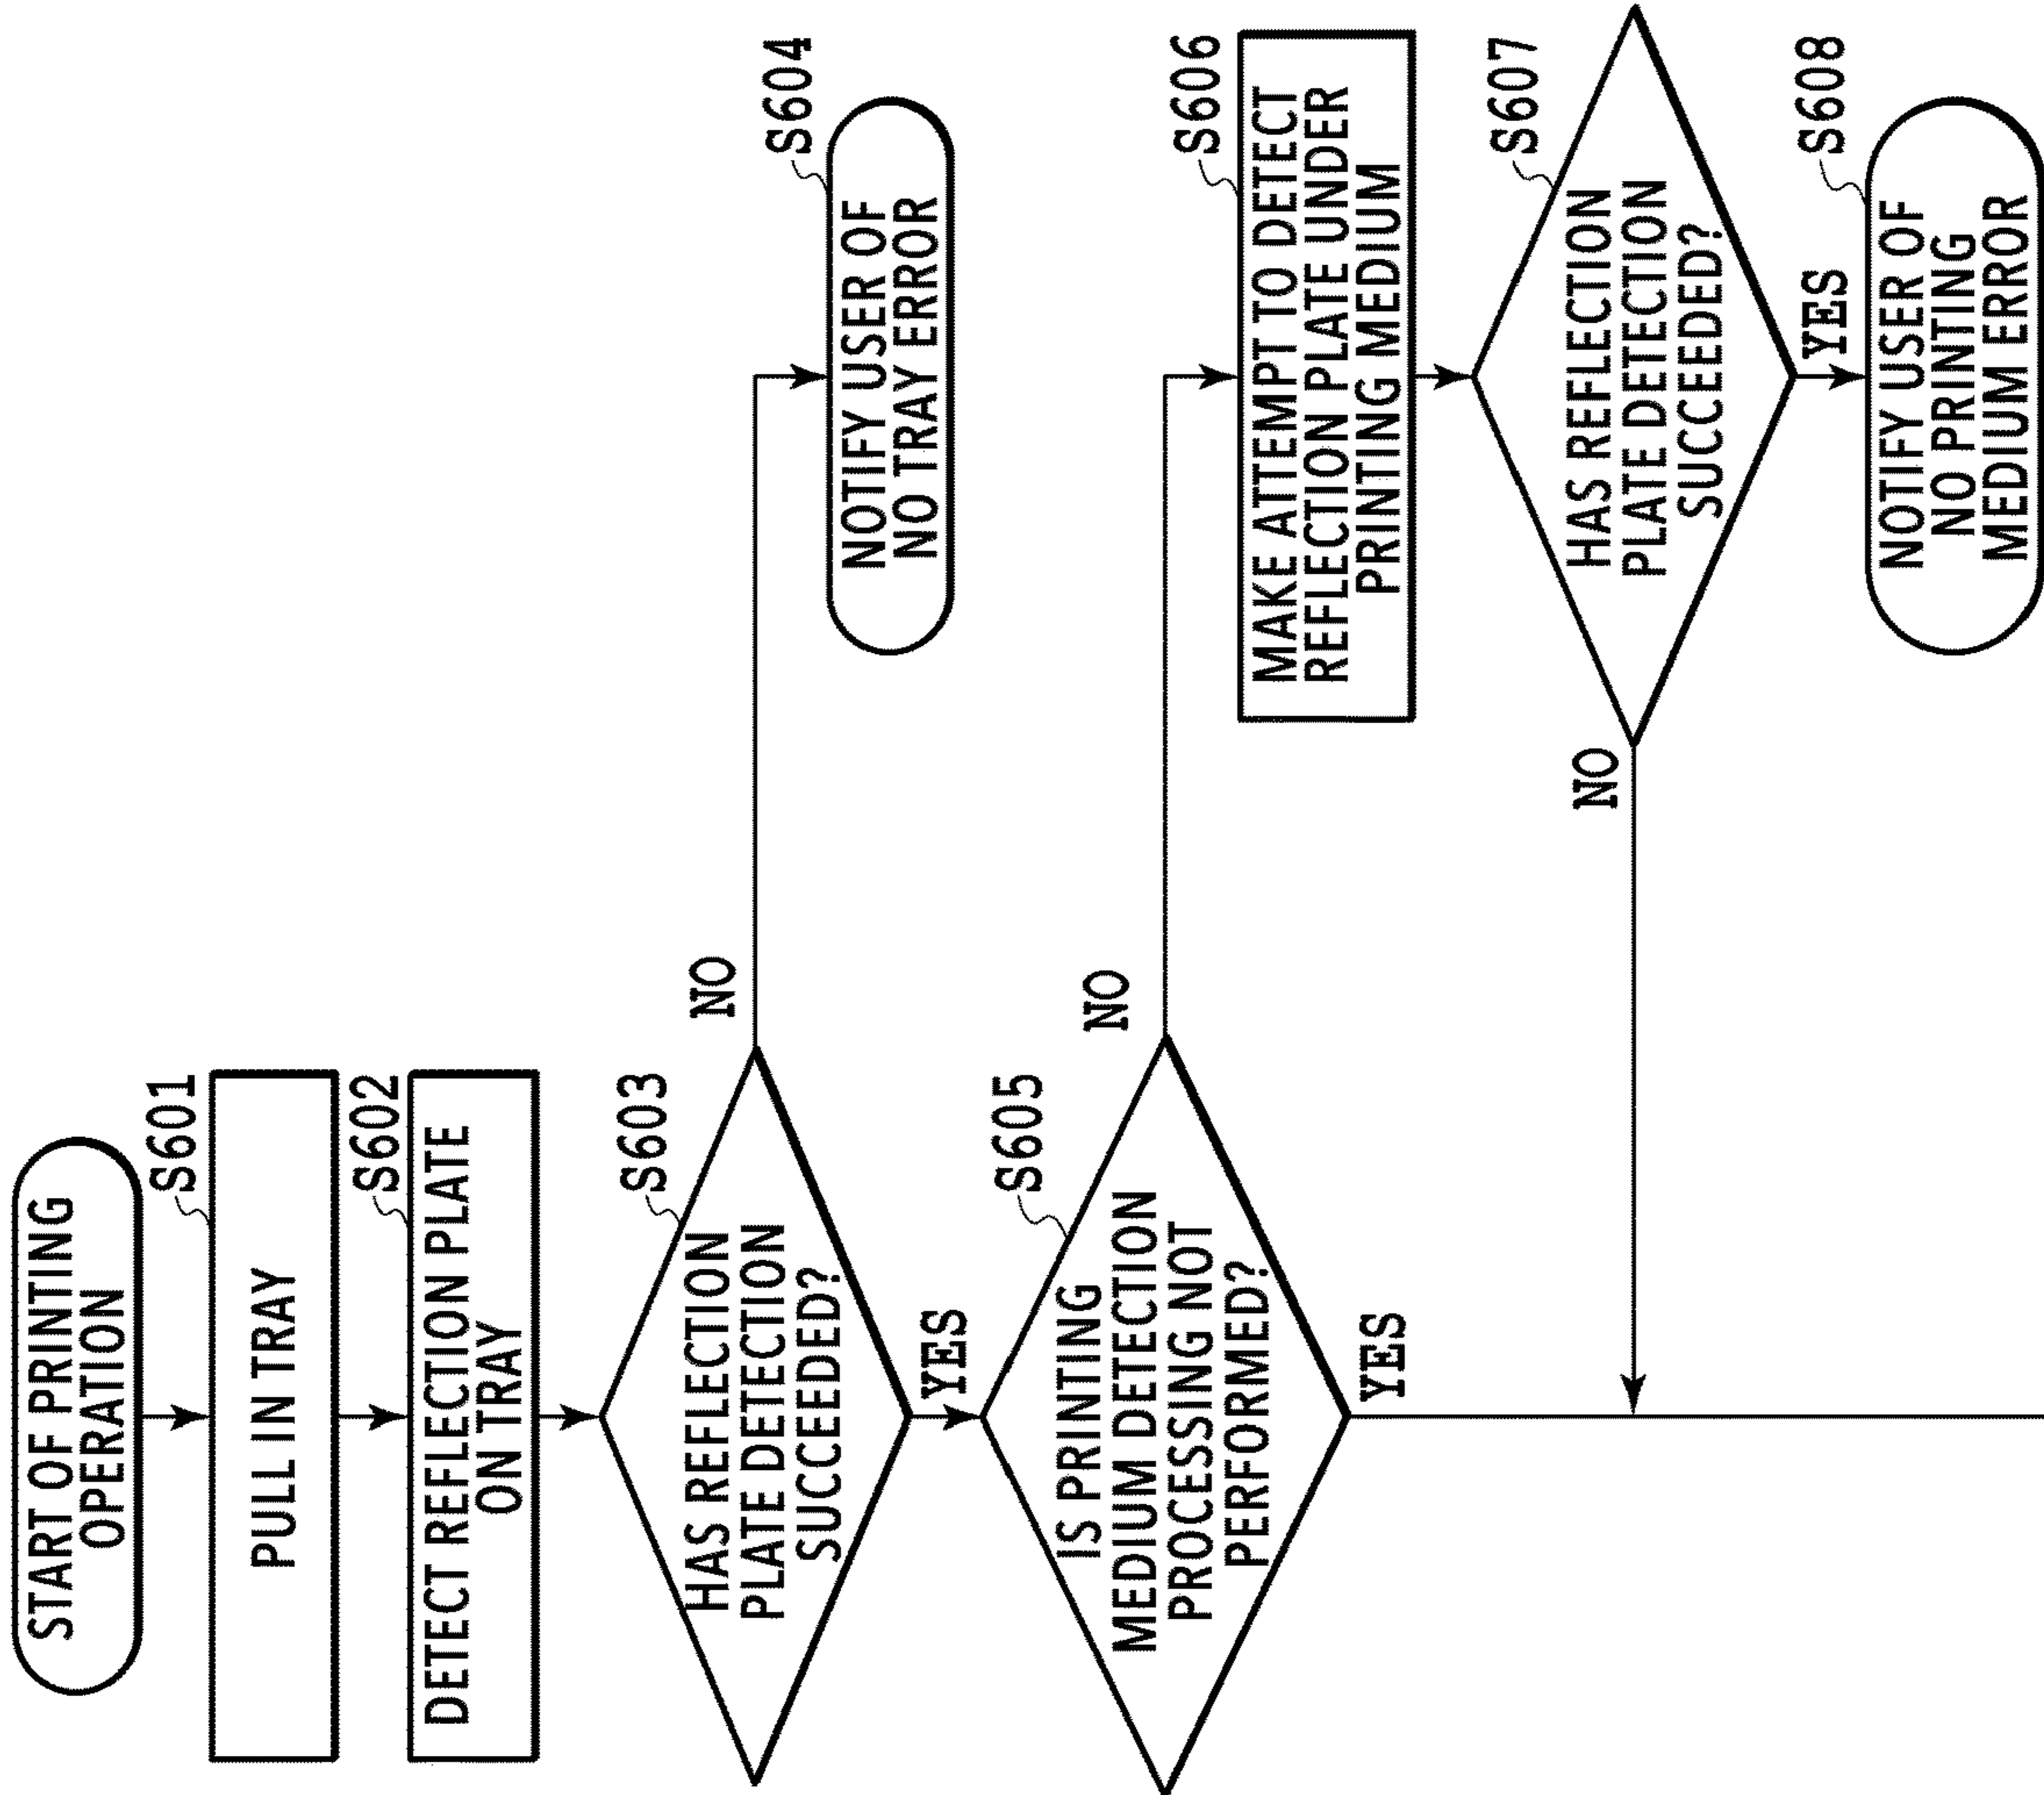 START OF PRINTING
OPERATION
S601
PULL IN TRAY
S602
DETECT REFLECTION PLATE
ON TRAY
S603
HAS REFLECTION
PLATE DETECTION
SUCCEEDED?
NO
S604
NOTIFY USER OF
NO TRAY ERROR
YES
S605
IS PRINTING
MEDIUM DETECTION
PROCESSING NOT
PERFORMED?
NO
S606
MAKE ATTEMPT TO DETECT
REFLECTION PLATE UNDER
PRINTING MEDIUM
YES
S607
HAS REFLECTION
PLATE DETECTION
SUCCEEDED?
NO
YES
S608
NOTIFY USER OF
NO PRINTING
MEDIUM ERROR